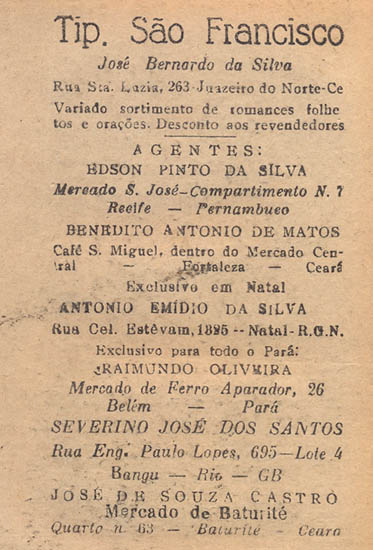 Tip. São Francisco
José Bernardo da Silva
Rua Sta. Luzia, 263-Juazeiro do Norte-Ce
Variado sortimento de romances folhe
tos e orações. Desconto aos revendedores
AGENTES:
EDSON PINTO DA SILVA
Mercado S. José-Compartimento N. 7
Recife — Pernambuco
BENEDITO ANTONIO DE MATOS
Café S. Miguel, dentro do Mercado Cen-
tral — Fortaleza — Ceará
Exclusivo em Natal
ANTONIO EMÍDIO DA SILVA
Rua Cel. Estêvam, 1325 -- Natal-R.G.N.
Exclusivo para todo o Pará:
RAIMUNDO OLIVEIRA
Mercado de Ferro Aparador, 26
Belém — Pará
SEVERINO JOSÉ DOS SANTOS
Rua Eng. Paulo Lopes, 695—Lote 4
Bangu — Rio — GB
JOSÉ DE SOUZA CASTRO
Mercado de Baturité
Quarto n. 63 — Baturité - Ceara